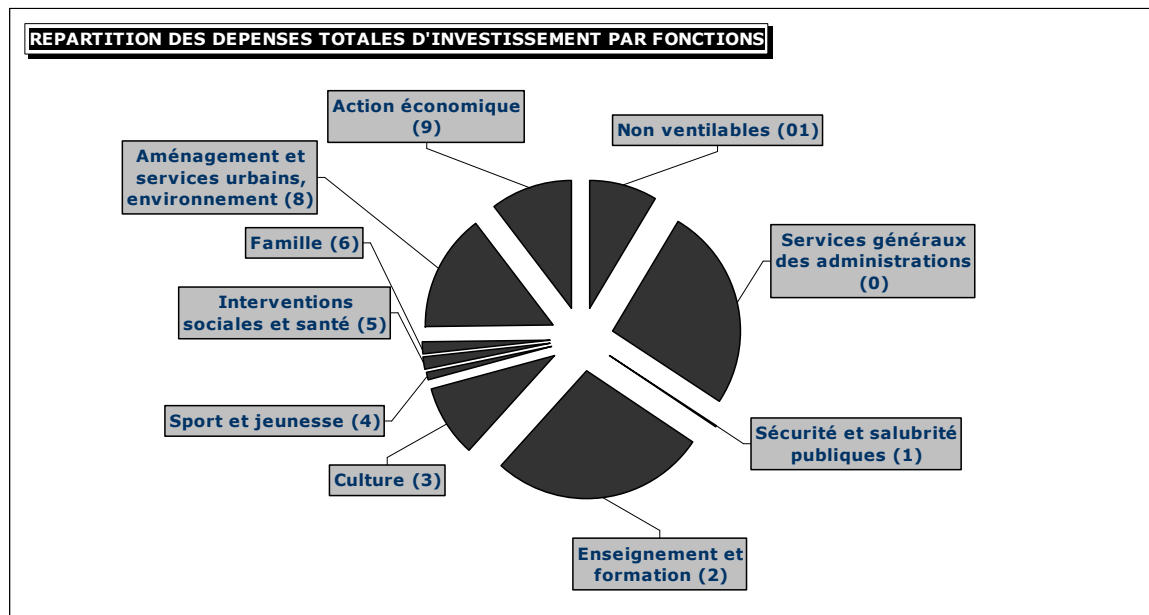 REPARTITION DES DEPENSES TOTALES D'INVESTISSEMENT PAR FONCTIONS
Action économique
(9)
Non ventilables (01)
Aménagement et
services urbains,
environnement (8)
Famille (6)
Services généraux
des administrations
(0)
Interventions
sociales et santé (5)
Sport et jeunesse (4)
Sécurité et salubrité
publiques (1)
Culture (3)
Enseignement et
formation (2)